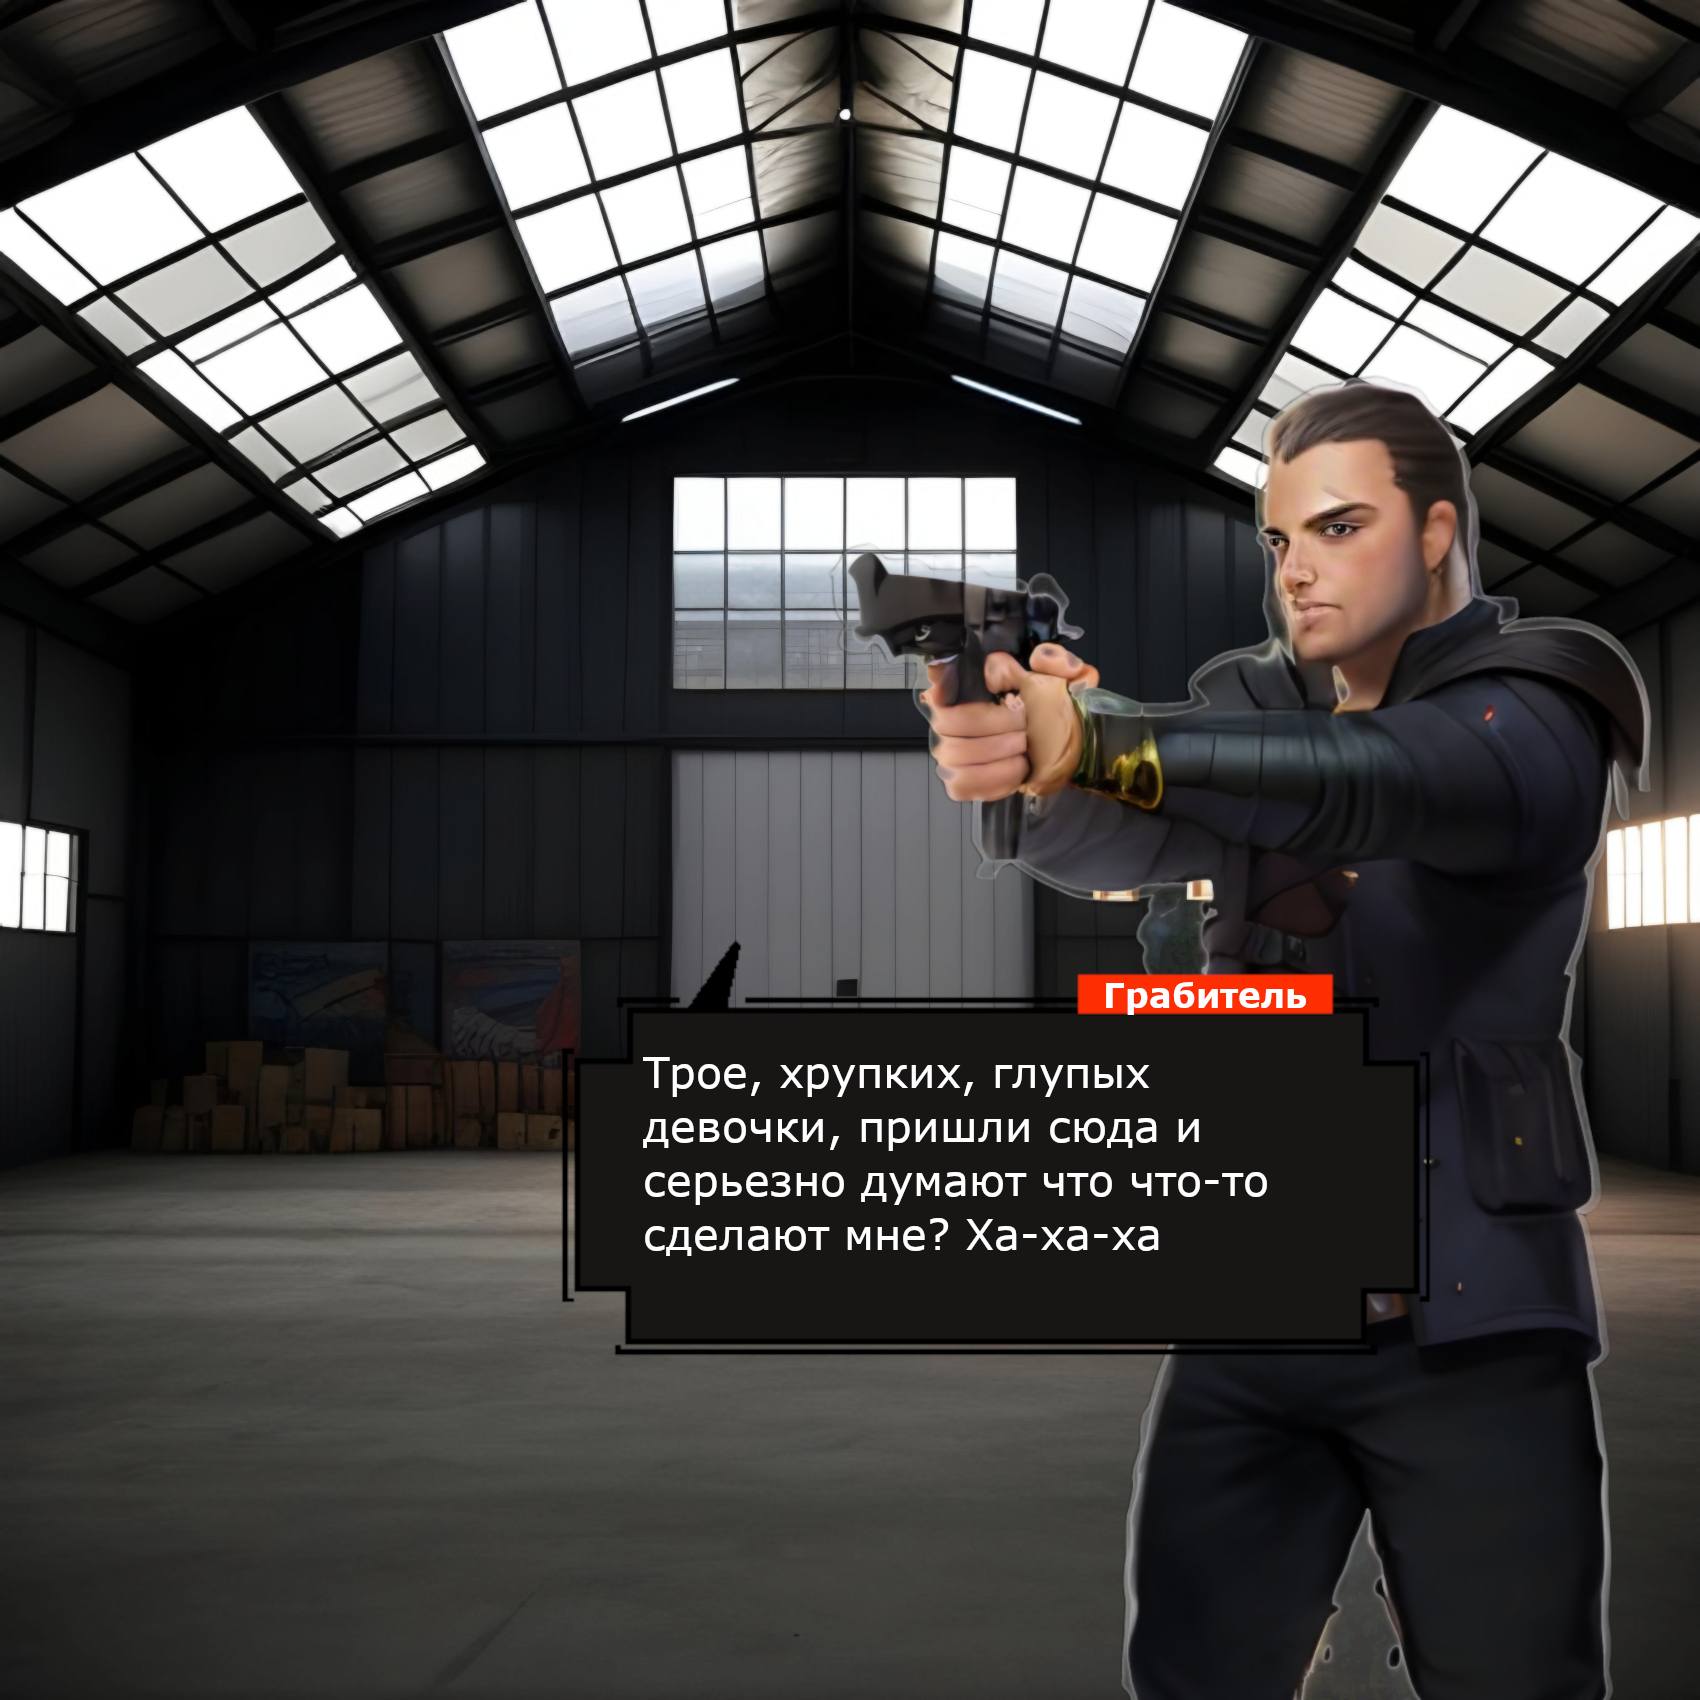 Грабитель
Трое, хрупких, глупых
девочки, пришли сюда и
серьезно думают что что-то
сделают мне? Ха-ха-ха